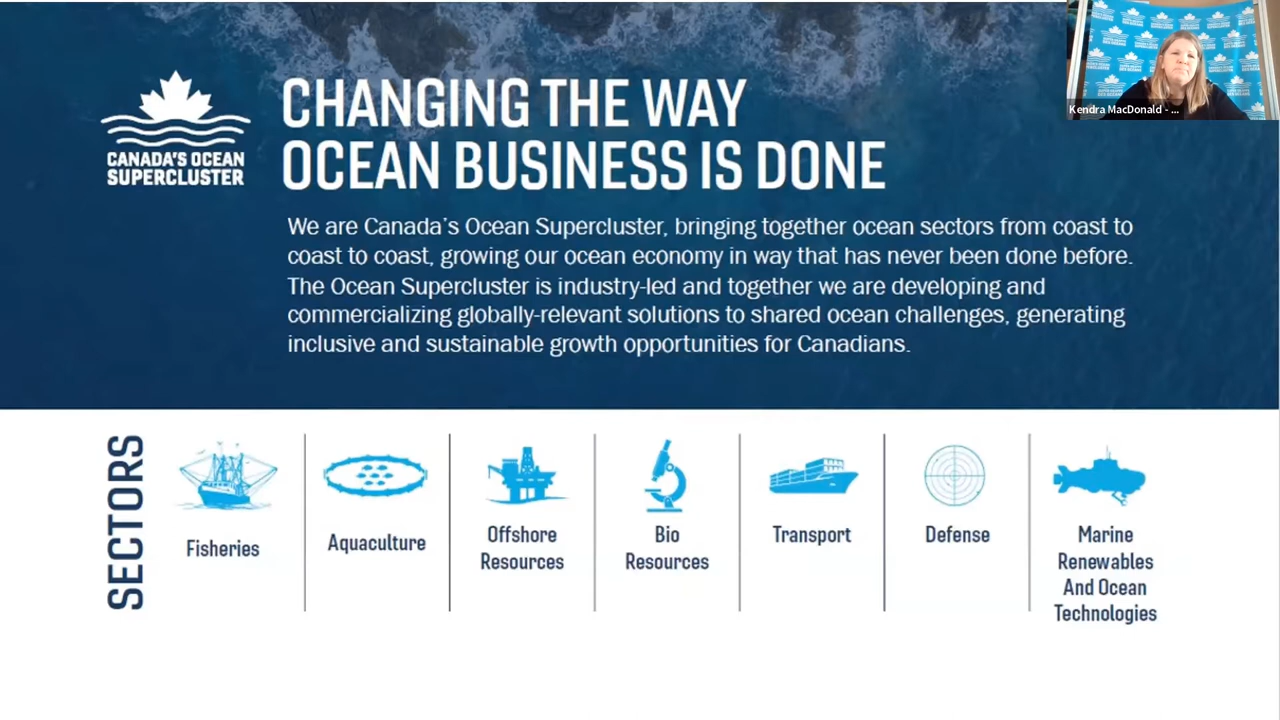 CHANGING THE WAY
OCEAN BUSINESS IS DONE
CANADA'S OCEAN
SUPERCLUSTER
We are Canada's Ocean Supercluster, bringing together ocean sectors from coast to
coast to coast, growing our ocean economy in way that has never been done before.
The Ocean Supercluster is industry-led and together we are developing and
commercializing globally-relevant solutions to shared ocean challenges, generating
inclusive and sustainable growth opportunities for Canadians.
Kendra MacDonald - ...
SECTORS
Fisheries
Aquaculture
Offshore
Resources
Bio
Resources
Transport
Defense
Marine
Renewables
And Ocean
Technologies